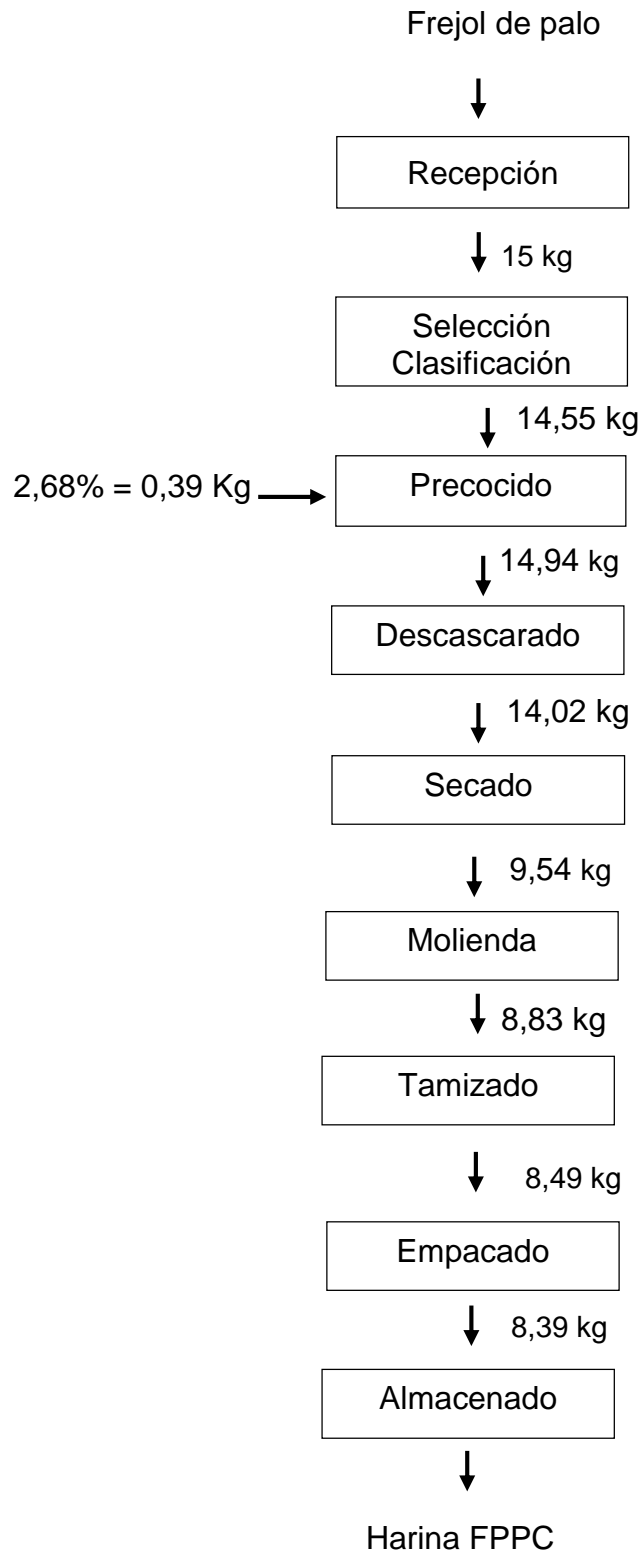 Frejol de palo
Recepción
15 kg
Selección
Clasificación
14,55 kg
2,68% = 0,39 Kg
Precocido
14,94 kg
Descascarado
14,02 kg
Secado
9,54 kg
Molienda
8,83 kg
Tamizado
8,49 kg
Empacado
8,39 kg
Almacenado
Harina FPPC